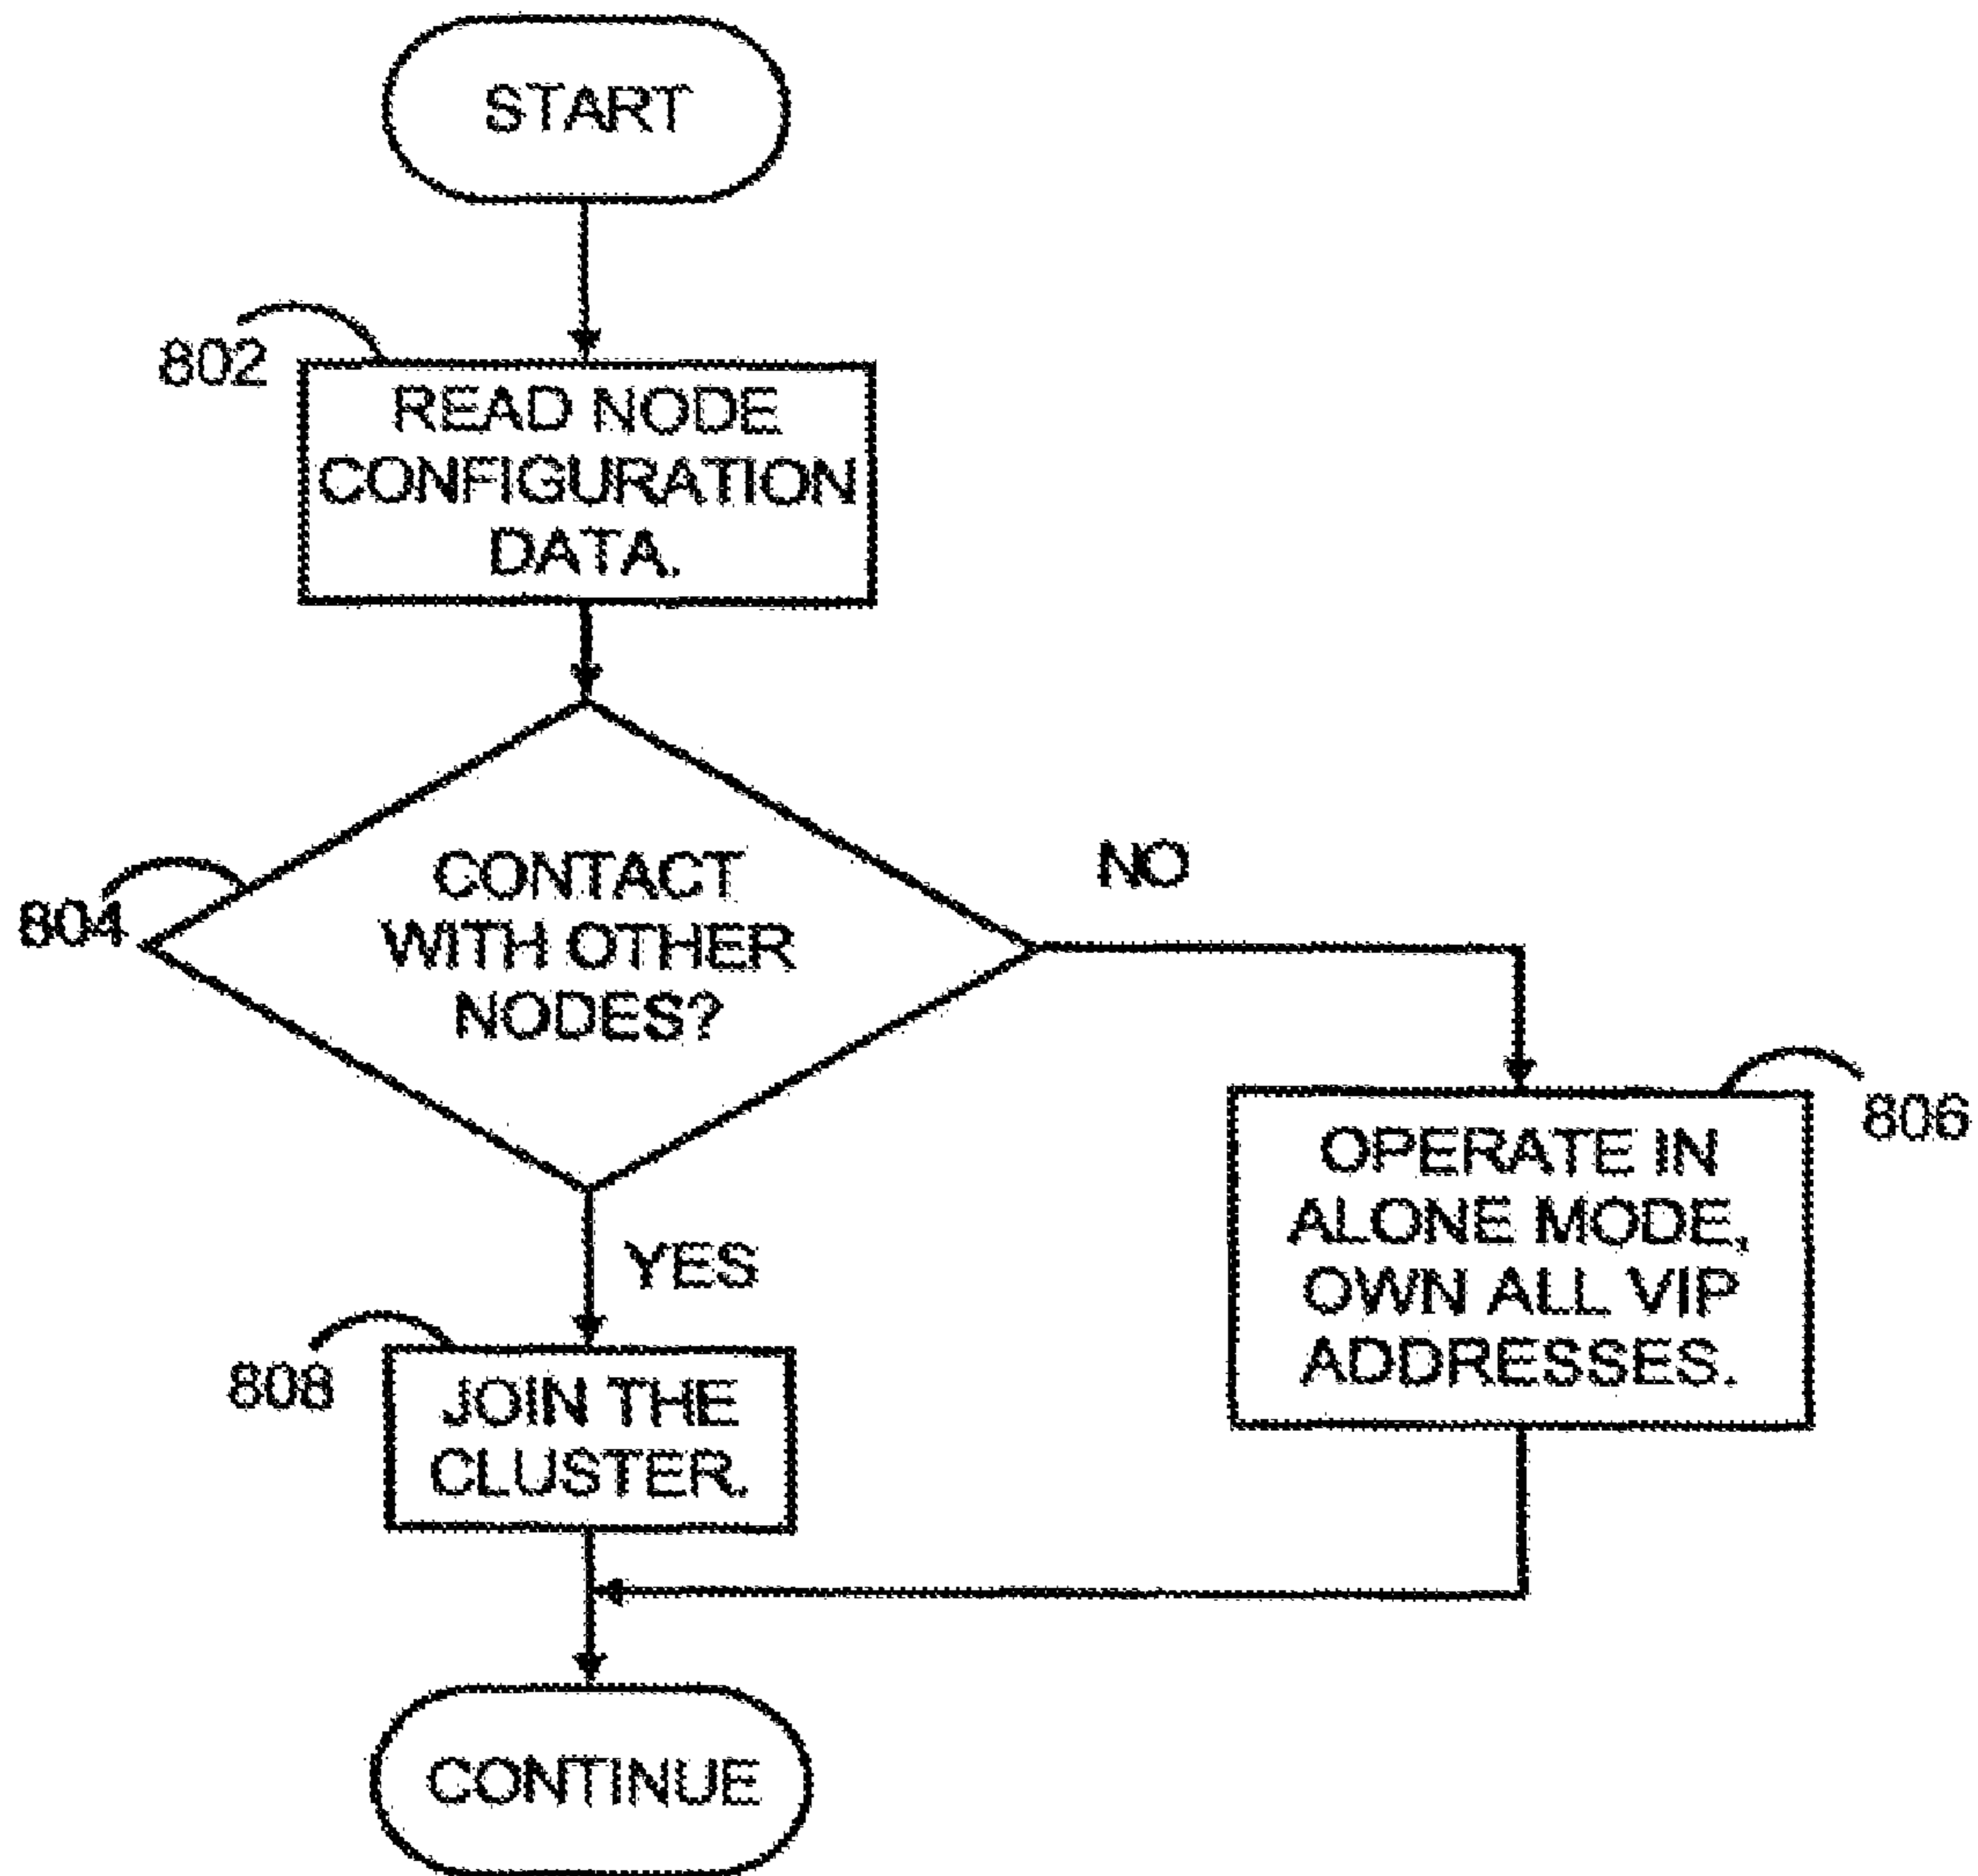 START
802
READ NODE
CONFIGURATION
DATA.
804
CONTACT
WITH OTHER
NODES?
NO
806
OPERATE IN
ALONE MODE,
OWN ALL VIP
ADDRESSES.
YES
808
JOIN THE
CLUSTER.
CONTINUE